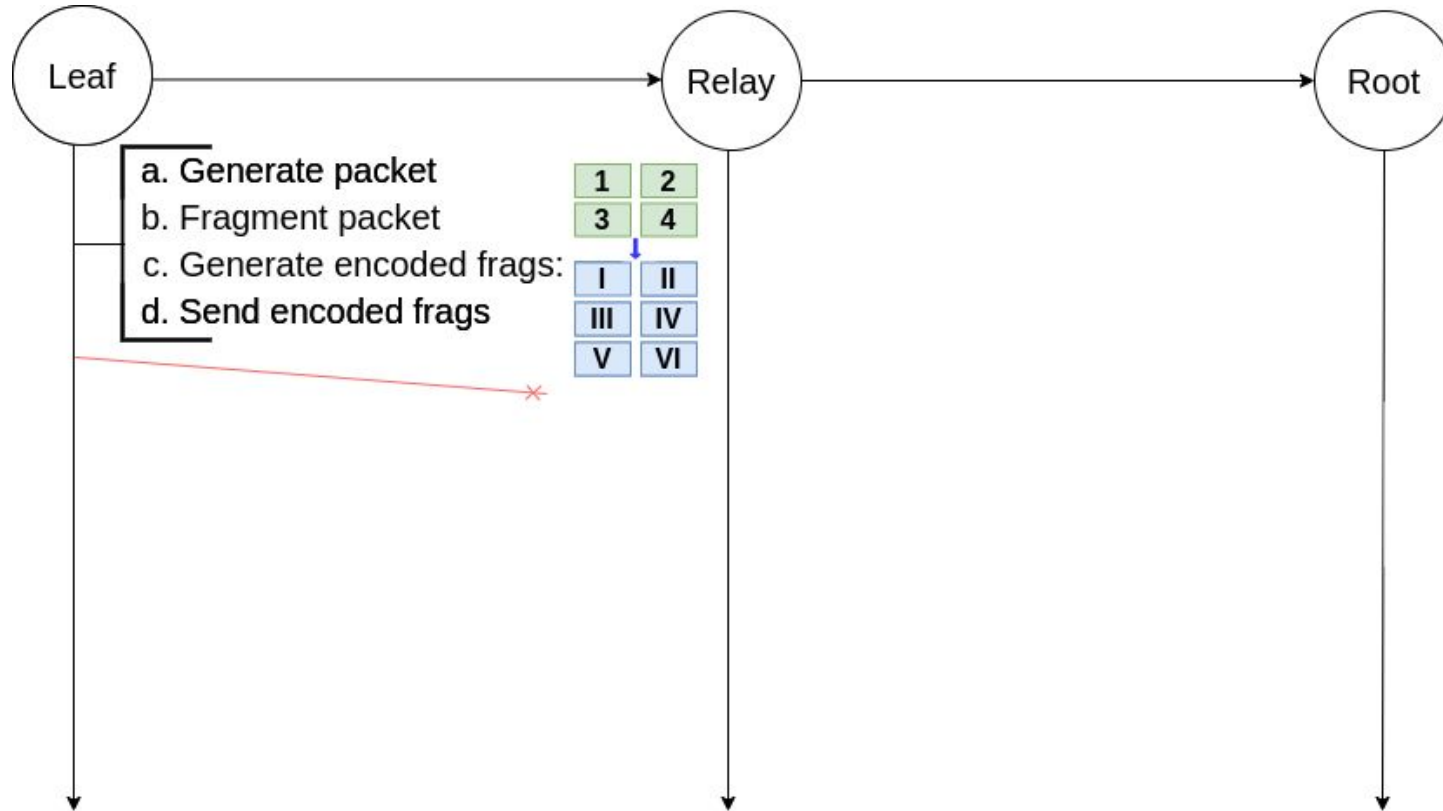 Leaf
Relay
Root
a. Generate packet
b. Fragment packet
c. Generate encoded frags:
d. Send encoded frags
1 2
3 4
I II
III IV
V VI